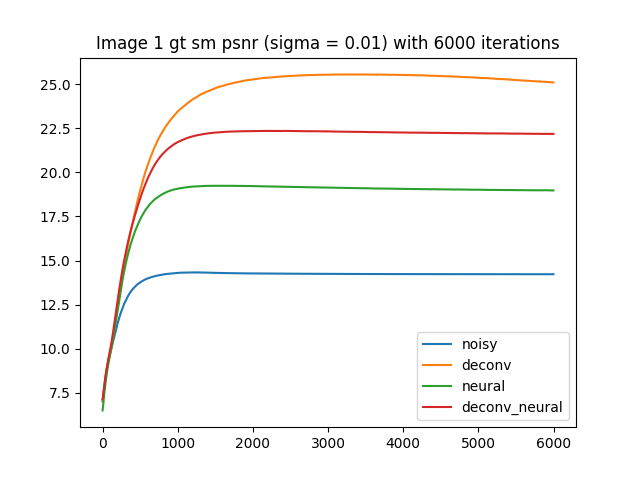 Image 1 gt sm psnr (sigma = 0.01) with 6000 iterations
25.0
22.5
20.0
17.5
15.0
12.5
10.0
7.5
noisy
deconv
neural
deconv_neural
0 1000 2000 3000 4000 5000 6000